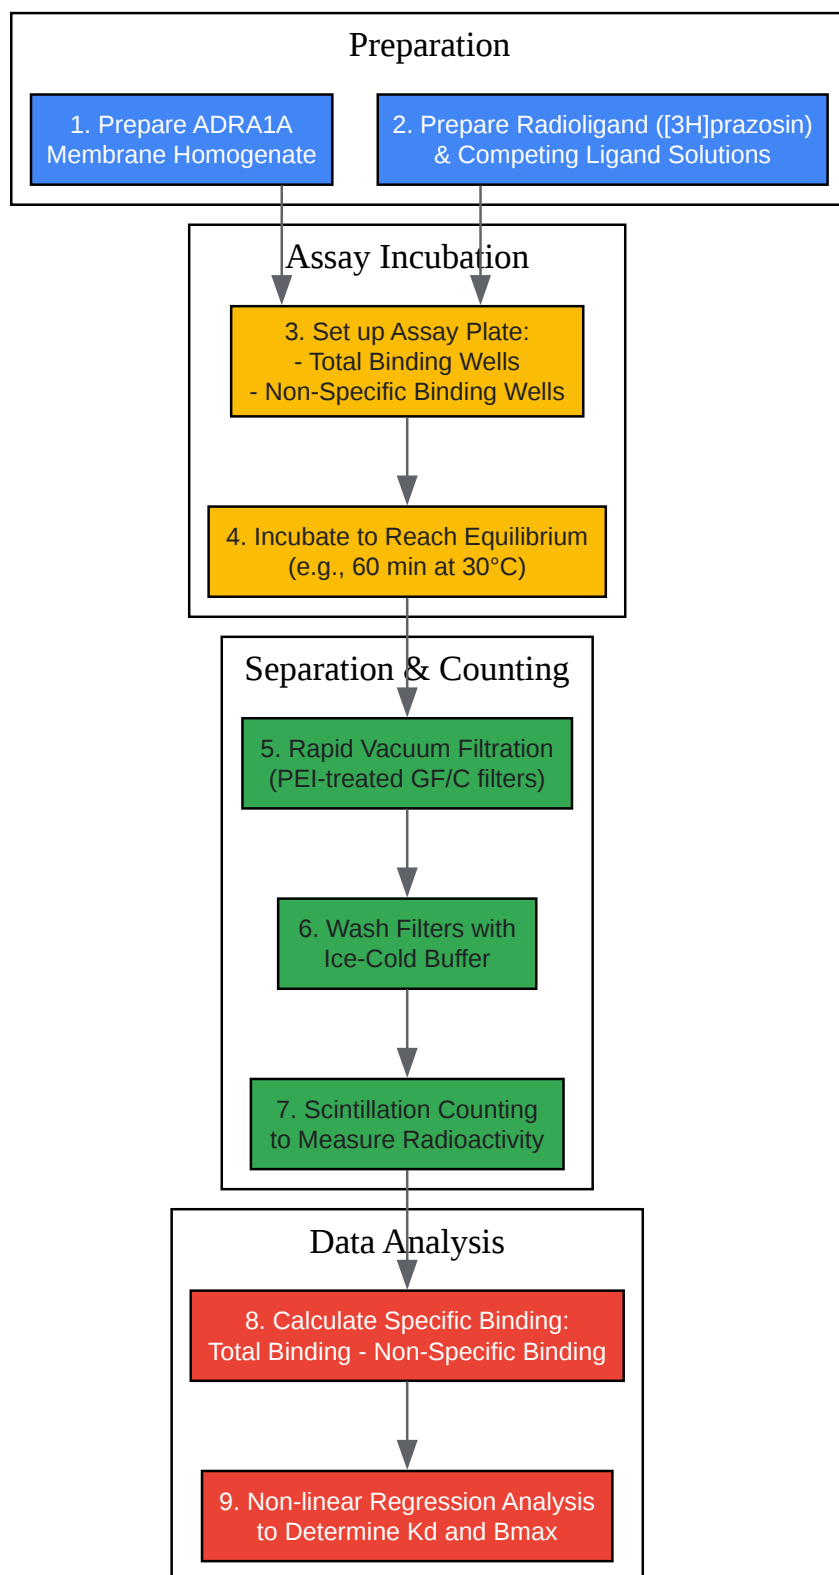 Preparation
1. Prepare ADRA1A
Membrane Homogenate
2. Prepare Radioligand ([3H]prazosin)
& Competing Ligand Solutions
Assay Incubation
3. Set up Assay Plate:
- Total Binding Wells
- Non-Specific Binding Wells
4. Incubate to Reach Equilibrium
(e.g., 60 min at 30°C)
Separation & Counting
5. Rapid Vacuum Filtration
(PEI-treated GF/C filters)
6. Wash Filters with
Ice-Cold Buffer
7. Scintillation Counting
to Measure Radioactivity
Data Analysis
8. Calculate Specific Binding:
Total Binding - Non-Specific Binding
9. Non-linear Regression Analysis
to Determine Kd and Bmax